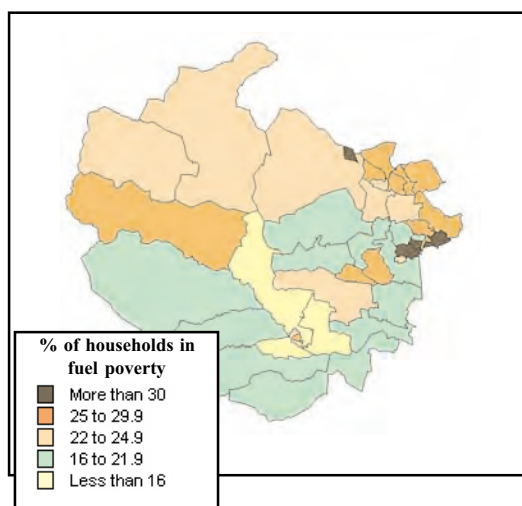 % of households in
fuel poverty
More than 30
25 to 29.9
22 to 24.9
16 to 21.9
Less than 16